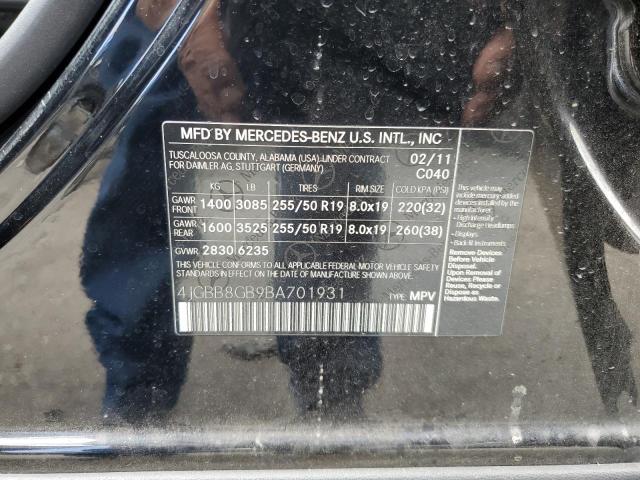 MFD BY MERCEDES-BENZ U.S. INTL., INC
TUSCALOOSA COUNTY, ALABAMA (USA) UNDER CONTRACT 02/11
FOR DAIMLER AG, STUTTGART (GERMANY) C040
KG LB TIRES RIM SIZE COLD KPA (PSI)
GAWR FRONT 1400 3085 255/50 R19 8.0x19 220(32)
GAWR REAR 1600 3525 255/50 R19 8.0x19 260(38)
GVWR 2830 6235
THIS VEHICLE CONFORMS TO ALL APPLICABLE U.S. FEDERAL MOTOR
VEHICLE SAFETY STANDARDS IN EFFECT ON THE
DATE OF MANUFACTURE SHOWN ABOVE.
4JGBB8GB9BA701931
TYPE: MPV
This vehicle may
include mercury-added
devices installed by the
manufacturer:
- High-Intensity
Discharge Headlamps
- Displays
- Back lit Instruments
Remove Devices
Before Vehicle
Disposal.
Upon Removal of
Devices Please
Reuse, Recycle or
Dispose as
Hazardous Waste.